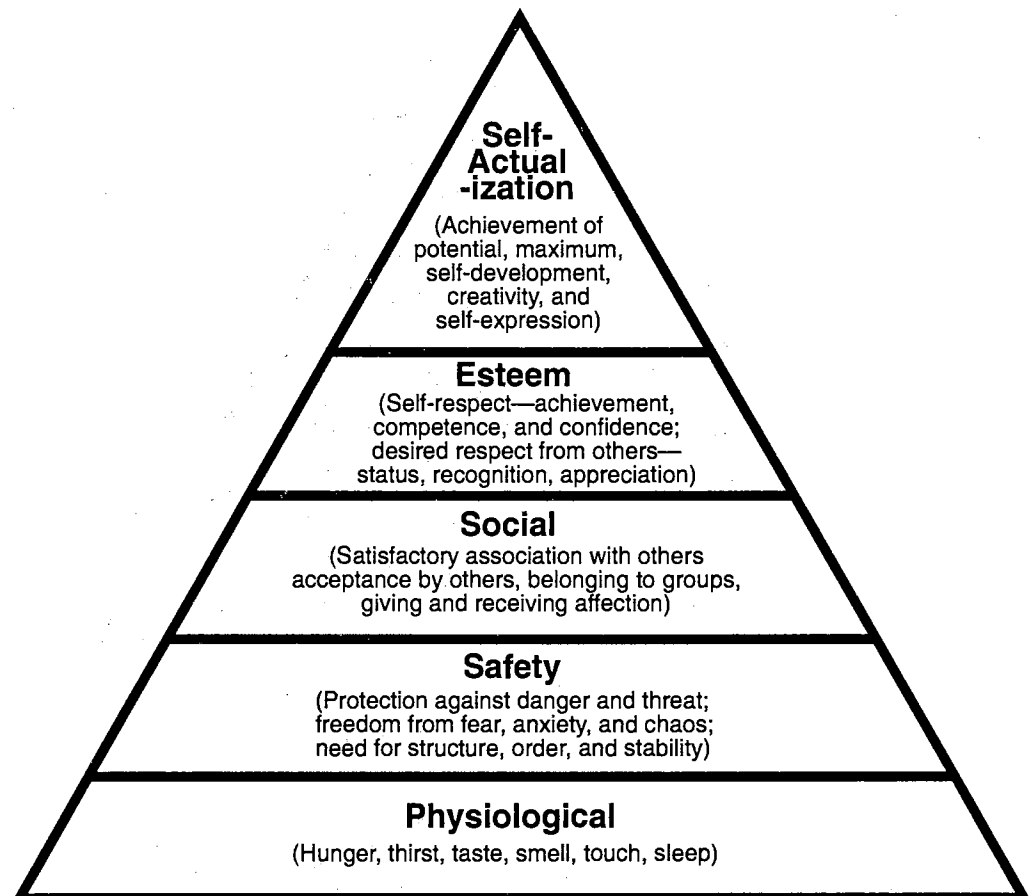 Self-
Actual
-ization
(Achievement of
potential, maximum,
self-development,
creativity, and
self-expression)
Esteem
(Self-respect—achievement,
competence, and confidence;
desired respect from others—
status, recognition, appreciation)
Social
(Satisfactory association with others
acceptance by others, belonging to groups,
giving and receiving affection)
Safety
(Protection against danger and threat;
freedom from fear, anxiety, and chaos;
need for structure, order, and stability)
Physiological
(Hunger, thirst, taste, smell, touch, sleep)